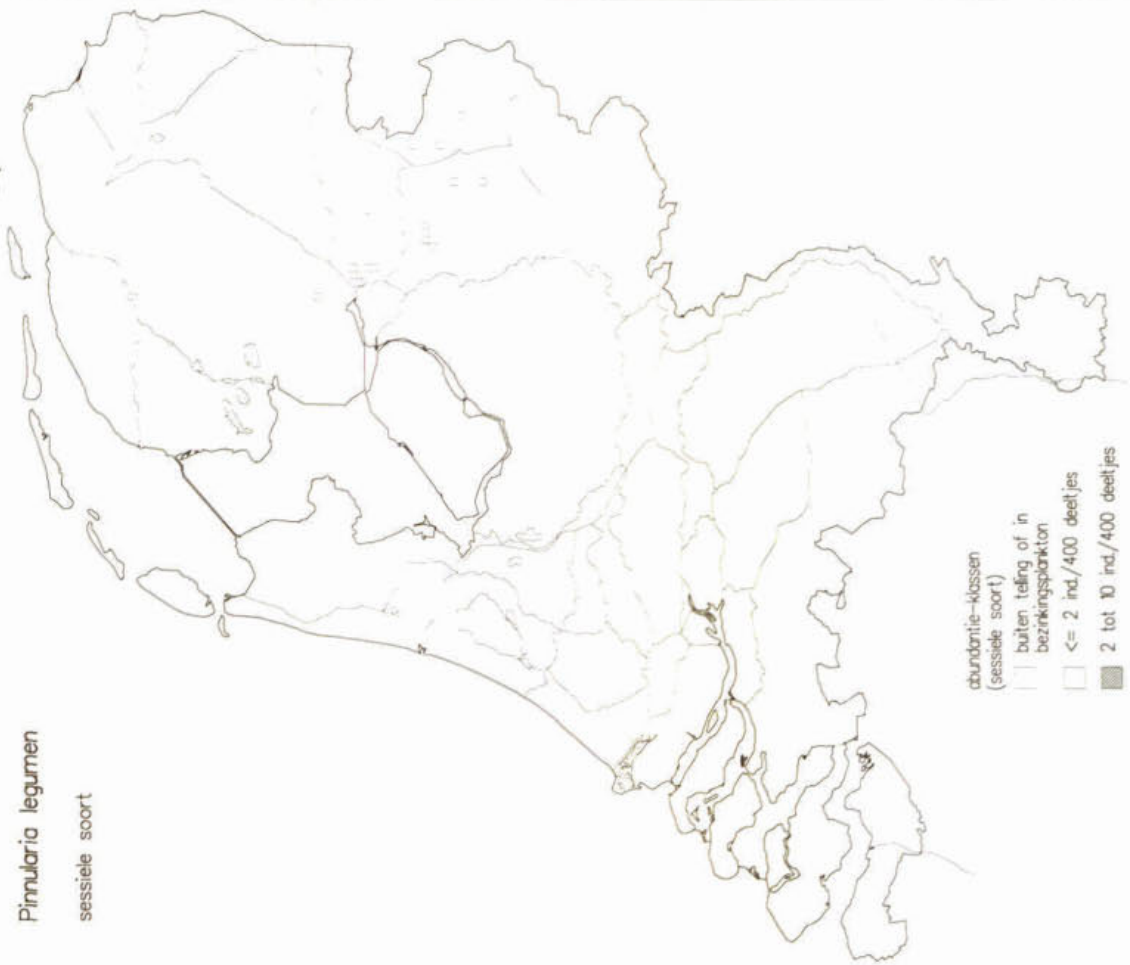 Pinnularia legumen
sessiele soort
abundantie-klassen
(sessiele soort)
buiten telling of in
bezinkingsplankton
<= 2 ind./400 deeltjes
2 tot 10 ind./400 deeltjes